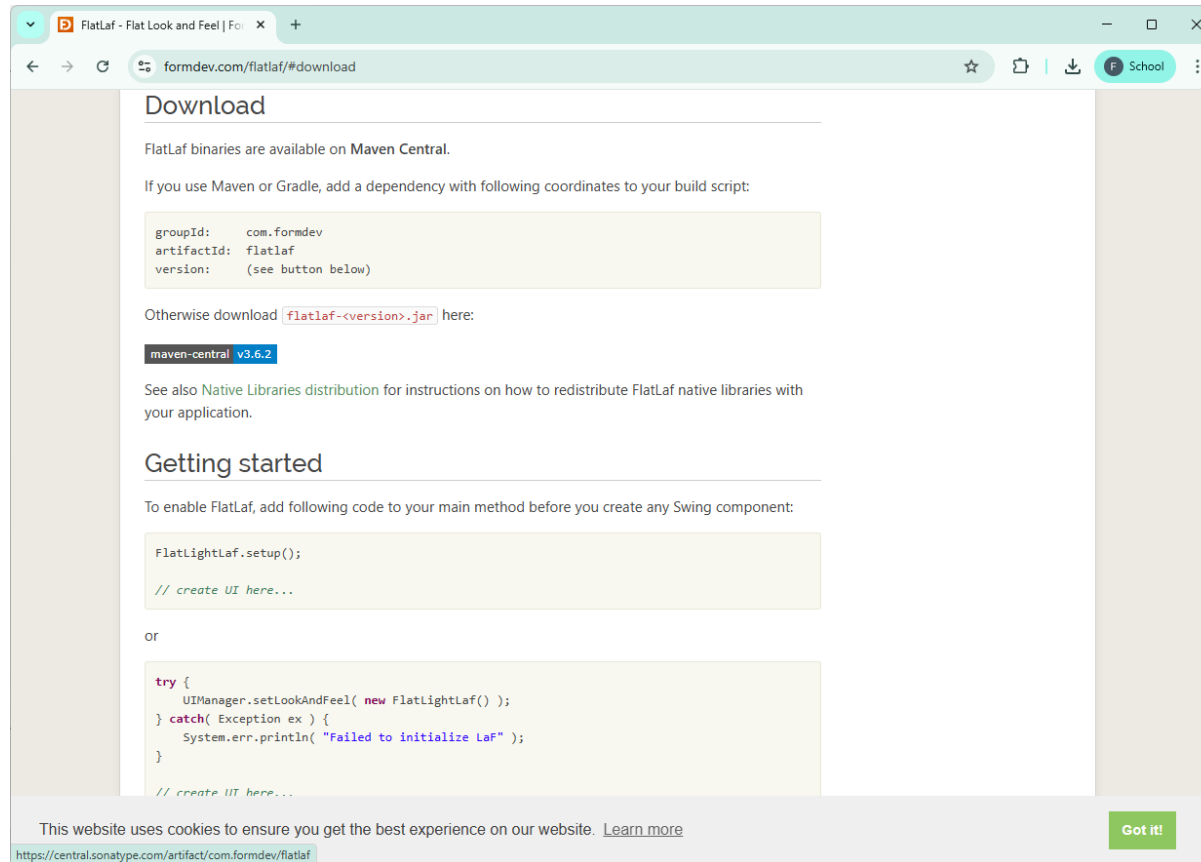 FlatLaf - Flat Look and Feel | For
formdev.com/flatlaf/#download
F School
Download
FlatLaf binaries are available on Maven Central.
If you use Maven or Gradle, add a dependency with following coordinates to your build script:
groupId:    com.formdev
artifactId: flatlaf
version:    (see button below)
Otherwise download flatlaf-<version>.jar here:
maven-central v3.6.2
See also Native Libraries distribution for instructions on how to redistribute FlatLaf native libraries with
your application.
Getting started
To enable FlatLaf, add following code to your main method before you create any Swing component:
FlatLightLaf.setup();
// create UI here...
or
try {
    UIManager.setLookAndFeel( new FlatLightLaf() );
} catch( Exception ex ) {
    System.err.println( "Failed to initialize LaF" );
}
// create UI here...
This website uses cookies to ensure you get the best experience on our website. Learn more
Got it!
https://central.sonatype.com/artifact/com.formdev/flatlaf